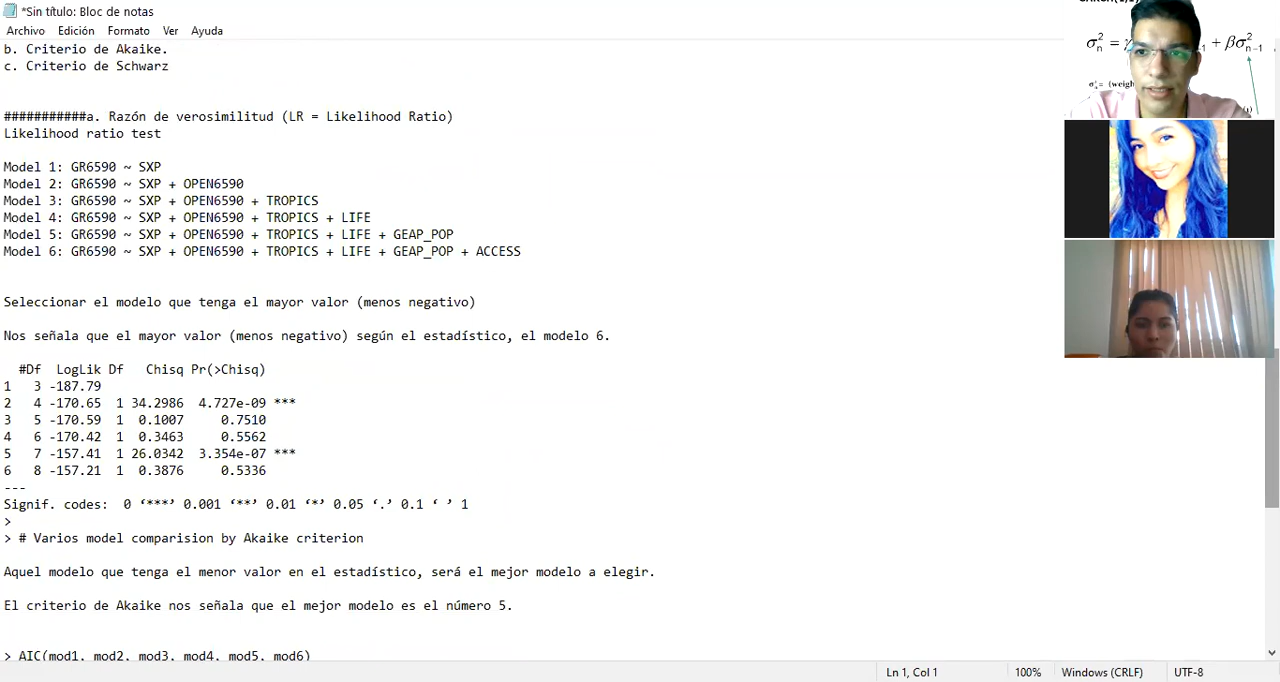 *Sin título: Bloc de notas
Archivo Edición Formato Ver Ayuda
b. Criterio de Akaike.
c. Criterio de Schwarz
###########a. Razón de verosimilitud (LR = Likelihood Ratio)
Likelihood ratio test
Model 1: GR6590 ~ SXP
Model 2: GR6590 ~ SXP + OPEN6590
Model 3: GR6590 ~ SXP + OPEN6590 + TROPICS
Model 4: GR6590 ~ SXP + OPEN6590 + TROPICS + LIFE
Model 5: GR6590 ~ SXP + OPEN6590 + TROPICS + LIFE + GEAP_POP
Model 6: GR6590 ~ SXP + OPEN6590 + TROPICS + LIFE + GEAP_POP + ACCESS
Seleccionar el modelo que tenga el mayor valor (menos negativo)
Nos señala que el mayor valor (menos negativo) según el estadístico, el modelo 6.
#Df LogLik Df Chisq Pr(>Chisq)
1 3 -187.79
2 4 -170.65 1 34.2986 4.727e-09 ***
3 5 -170.59 1 0.1007 0.7510
4 6 -170.42 1 0.3463 0.5562
5 7 -157.41 1 26.0342 3.354e-07 ***
6 8 -157.21 1 0.3876 0.5336
---
Signif. codes: 0 ‘***’ 0.001 ‘**’ 0.01 ‘*’ 0.05 ‘.’ 0.1 ‘ ’ 1
>
> # Varios model comparision by Akaike criterion
Aquel modelo que tenga el menor valor en el estadístico, será el mejor modelo a elegir.
El criterio de Akaike nos señala que el mejor modelo es el número 5.
> AIC(mod1, mod2, mod3, mod4, mod5, mod6)
Ln 1, Col 1 100% Windows (CRLF) UTF-8
σ²n = γ
+ βσ²n-1
(weigh